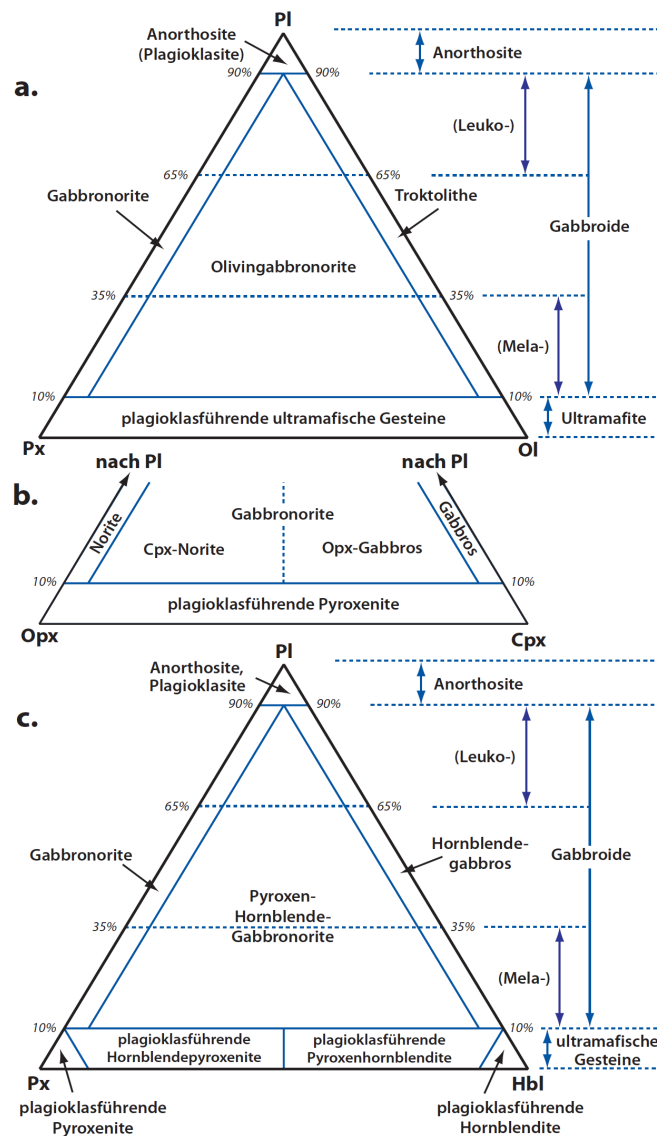 Pl
Anorthosite
(Plagioklasite)
Anorthosite
90%
90%
a.
(Leuko-)
65%
65%
Gabbronorite
Troktolithe
Gabbroide
Olivingabbronorite
35%
35%
(Mela-)
10%
10%
plagioklasführende ultramafische Gesteine
Ultramafite
Px
Ol
nach Pl
nach Pl
b.
Norite
Gabbronorite
Gabbros
Cpx-Norite
Opx-Gabbros
10%
10%
plagioklasführende Pyroxenite
Opx
Cpx
Pl
Anorthosite,
Plagioklasite
Anorthosite
90%
90%
c.
(Leuko-)
65%
65%
Gabbronorite
Hornblende-
gabbros
Gabbroide
Pyroxen-
Hornblende-
Gabbronorite
35%
35%
(Mela-)
10%
10%
plagioklasführende
Hornblendepyroxenite
plagioklasführende
Pyroxenhornblendite
ultramafische
Gesteine
Px
Hbl
plagioklasführende
Pyroxenite
plagioklasführende
Hornblendite